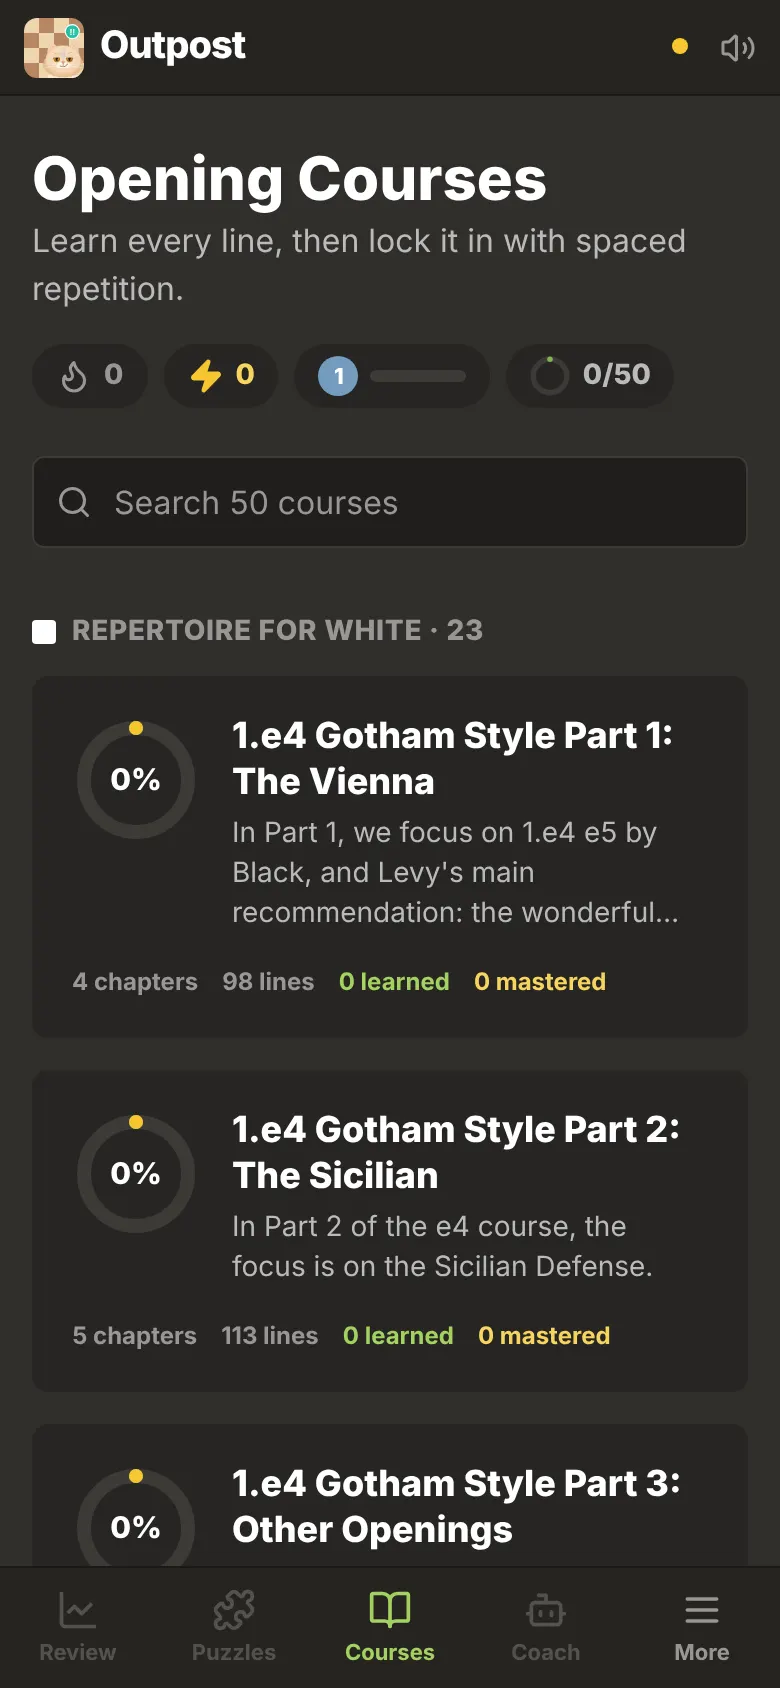 Outpost
Opening Courses
Learn every line, then lock it in with spaced
repetition.
0
0
1
0/50
Search 50 courses
REPERTOIRE FOR WHITE · 23
0%
1.e4 Gotham Style Part 1:
The Vienna
In Part 1, we focus on 1.e4 e5 by
Black, and Levy's main
recommendation: the wonderful...
4 chapters 98 lines 0 learned 0 mastered
0%
1.e4 Gotham Style Part 2:
The Sicilian
In Part 2 of the e4 course, the
focus is on the Sicilian Defense.
5 chapters 113 lines 0 learned 0 mastered
0%
1.e4 Gotham Style Part 3:
Other Openings
Review Puzzles Courses Coach More